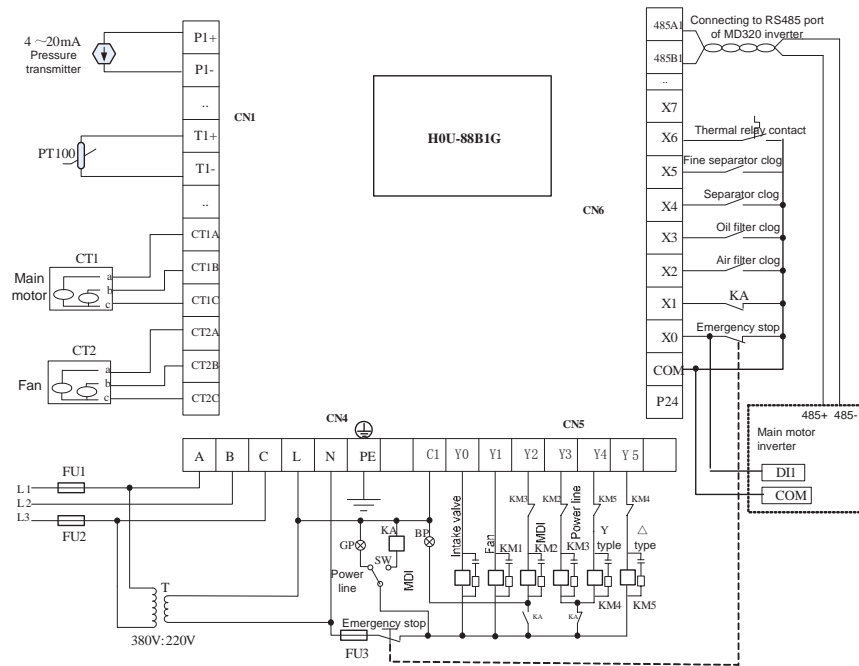 4～20mA
Pressure
transmitter
P1+
P1-
..
T1+
T1-
..
CT1A
CT1B
CT1C
CT2A
CT2B
CT2C
CN1
PT100
CT1
Main
motor
a
b
c
CT2
Fan
a
b
c
H0U-88B1G
CN6
485A1
485B1
..
X7
X6
X5
X4
X3
X2
X1
X0
COM
P24
Connecting to RS485 port
of MD320 inverter
Thermal relay contact
Fine separator clog
Separator clog
Oil filter clog
Air filter clog
KA
Emergency stop
485+ 485-
Main motor
inverter
DI1
COM
CN4
CN5
A B C L N PE C1 Y0 Y1 Y2 Y3 Y4 Y5
L1
L2
L3
FU1
FU2
T
380V:220V
GP
KA
SW
Power
line
MDI
BP
Intake valve
Fan
KM1
KM3
MDI
KM2
KM2
Power line
KM3
KM5
Y
typle
KM4
KM4
△
type
KM5
KA
KA
Emergency stop
FU3